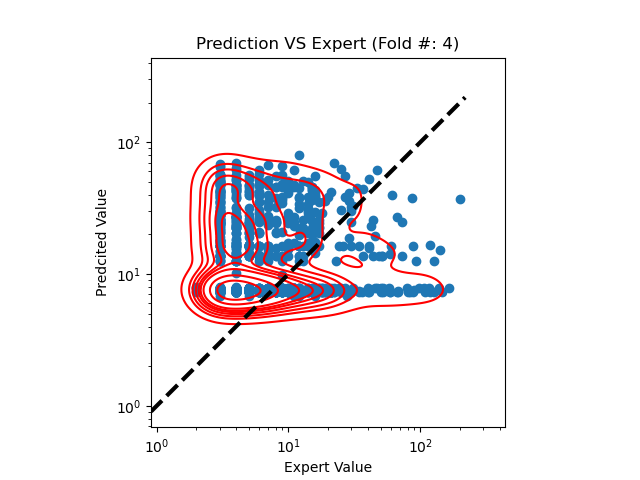 Prediction VS Expert (Fold #: 4)
Predcited Value
10²
10¹
10⁰
10⁰ 10¹ 10²
Expert Value